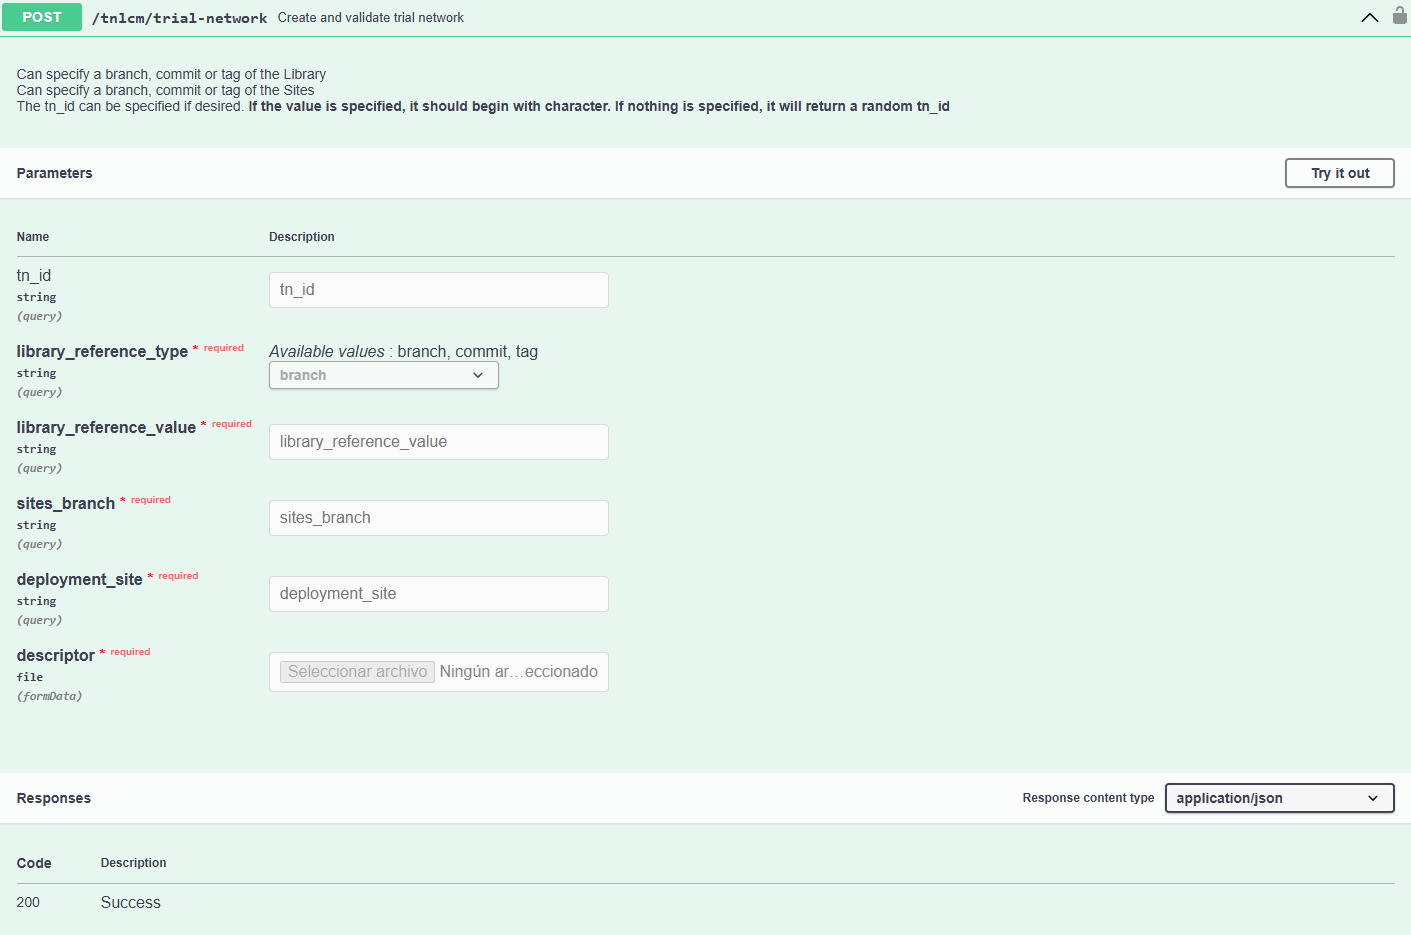 POST /tnlcm/trial-network Create and validate trial network
Can specify a branch, commit or tag of the Library
Can specify a branch, commit or tag of the Sites
The tn_id can be specified if desired. If the value is specified, it should begin with character. If nothing is specified, it will return a random tn_id
Parameters
Try it out
Name Description
tn_id
string
(query)
tn_id
library_reference_type * required
string
(query)
Available values : branch, commit, tag
branch
library_reference_value * required
string
(query)
library_reference_value
sites_branch * required
string
(query)
sites_branch
deployment_site * required
string
(query)
deployment_site
descriptor * required
file
(formData)
Seleccionar archivo Ningún ar...eccionado
Responses
Response content type application/json
Code Description
200 Success